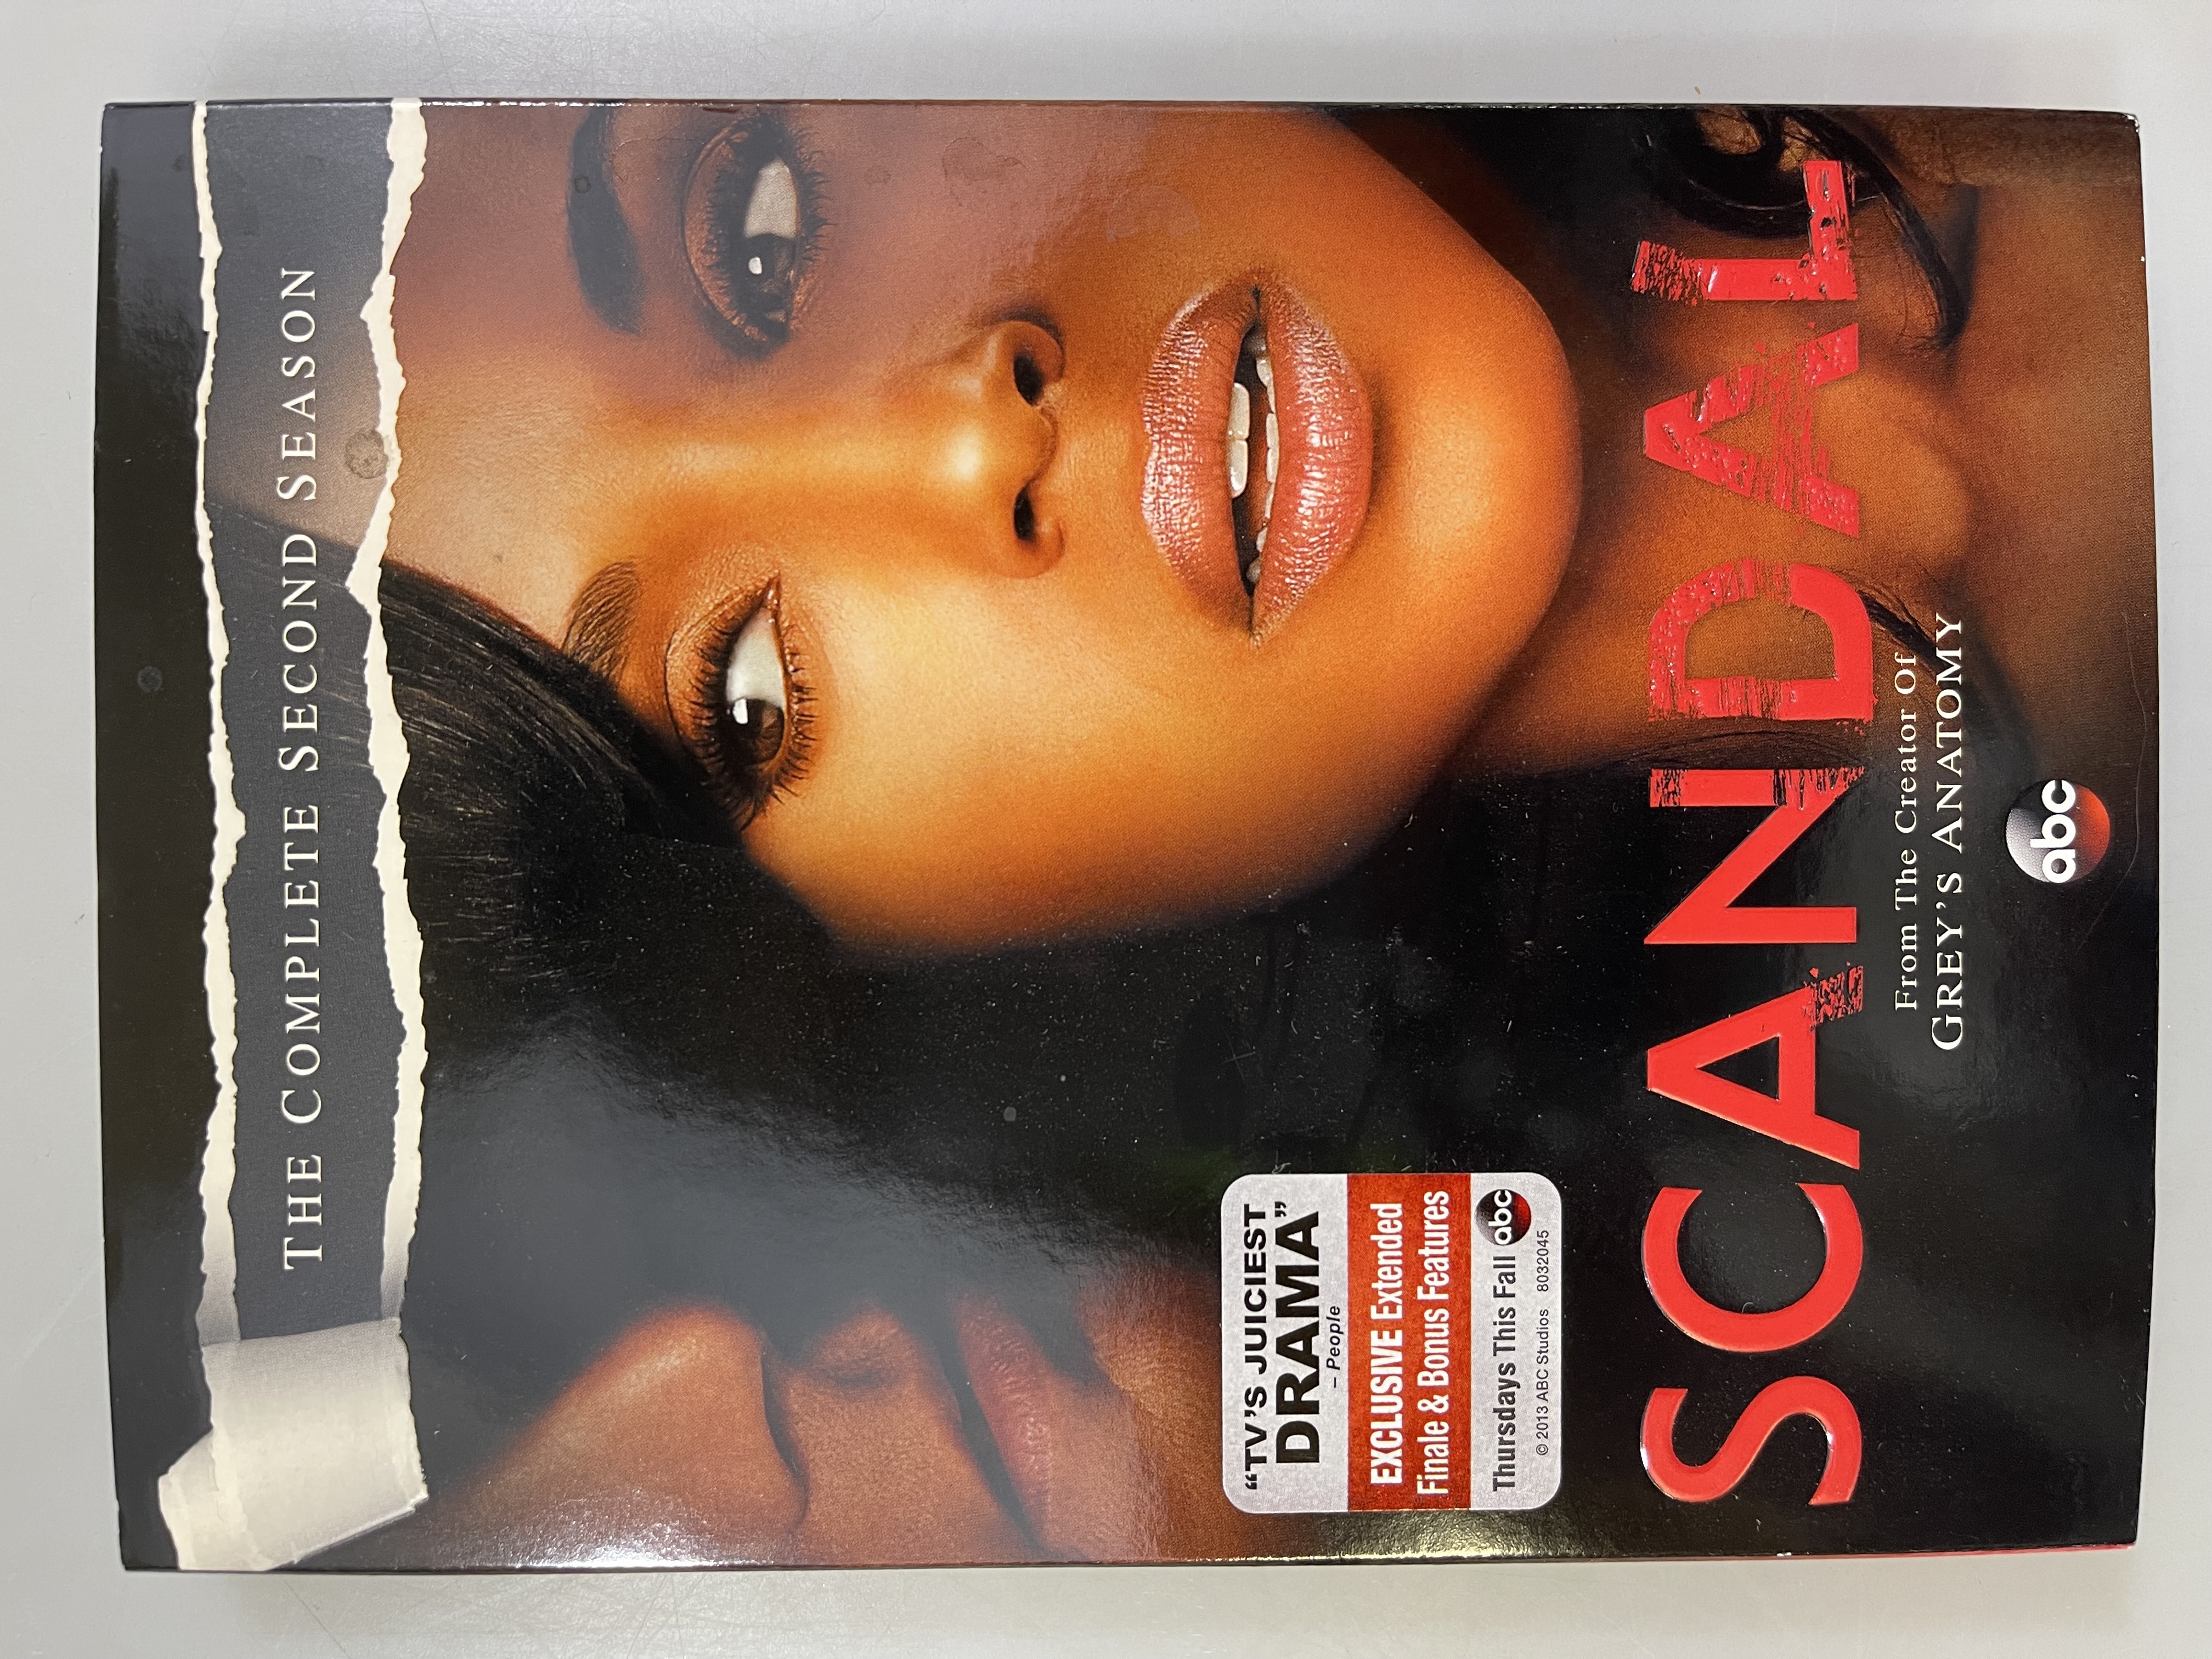 THE COMPLETE SECOND SEASON
"TV'S JUICIEST
DRAMA"
– People
EXCLUSIVE Extended
Finale & Bonus Features
Thursdays This Fall abc
© 2013 ABC Studios 8032045
SCANDAL
From The Creator Of
GREY'S ANATOMY
abc